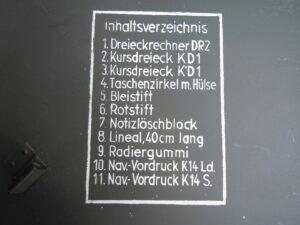 Inhaltsverzeichnis
1. Dreieckrechner DR2
2. Kursdreieck KD1
3. Kursdreieck K'D1
4. Taschenzirkel m. Hülse
5. Bleistift
6. Rotstift
7. Notizlöschblock
8. Lineal, 40cm lang
9. Radiergummi
10. Nav.-Vordruck K14 Ld.
11. Nav.-Vordruck K14 S.